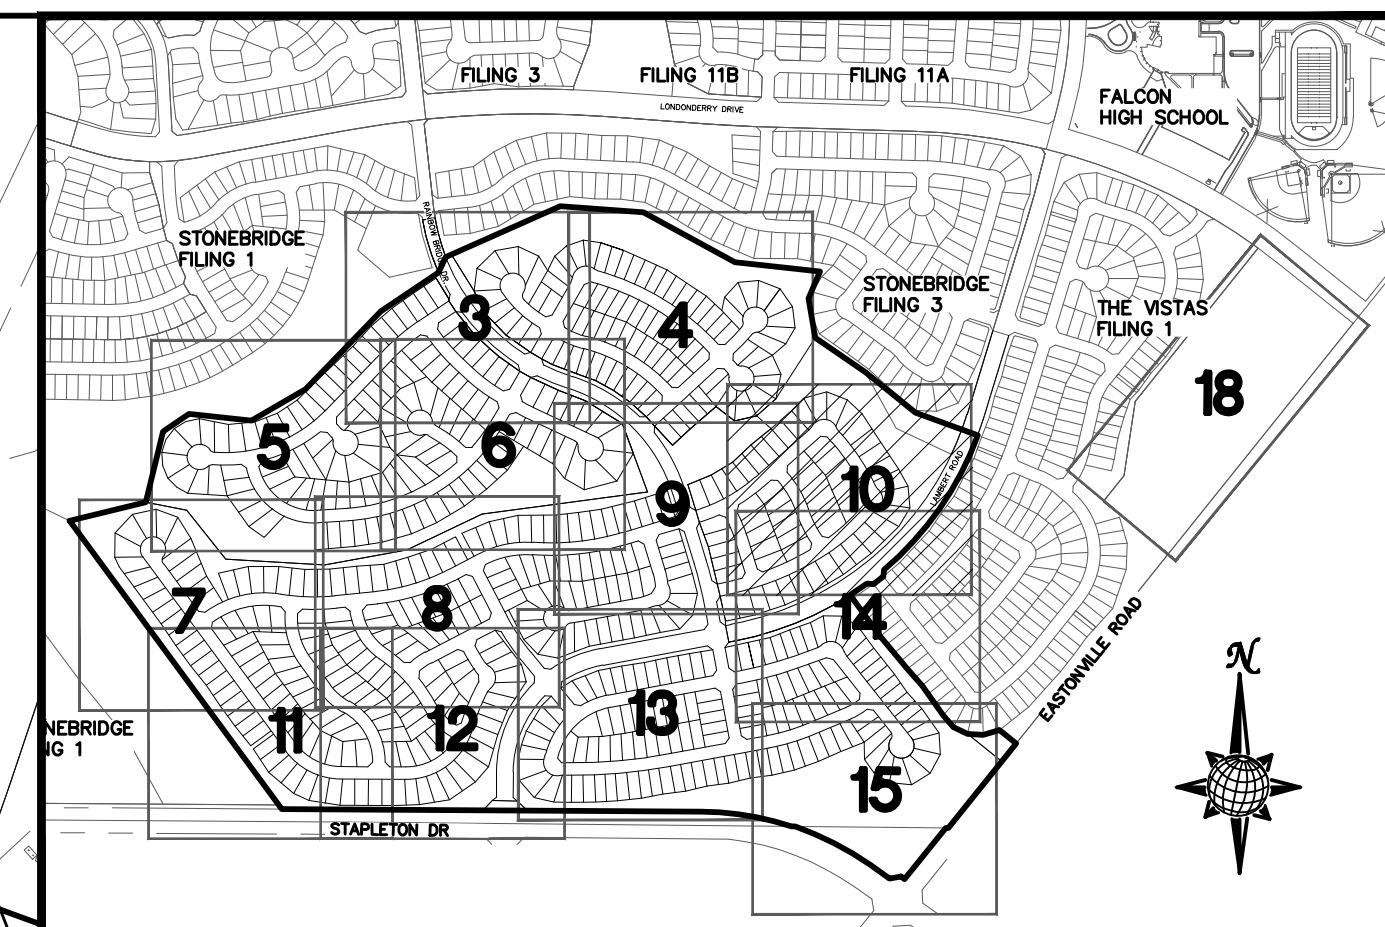 FILING 3
FILING 11B
FILING 11A
LONDONDERRY DRIVE
FALCON
HIGH SCHOOL
RAINBOW BRIDGE DR.
STONEBRIDGE
FILING 1
STONEBRIDGE
FILING 3
THE VISTAS
FILING 1
3
4
18
5
6
10
LAMBERT ROAD
9
7
8
14
EASTONVILLE ROAD
N
NEBRIDGE
NG 1
11
12
13
15
STAPLETON DR